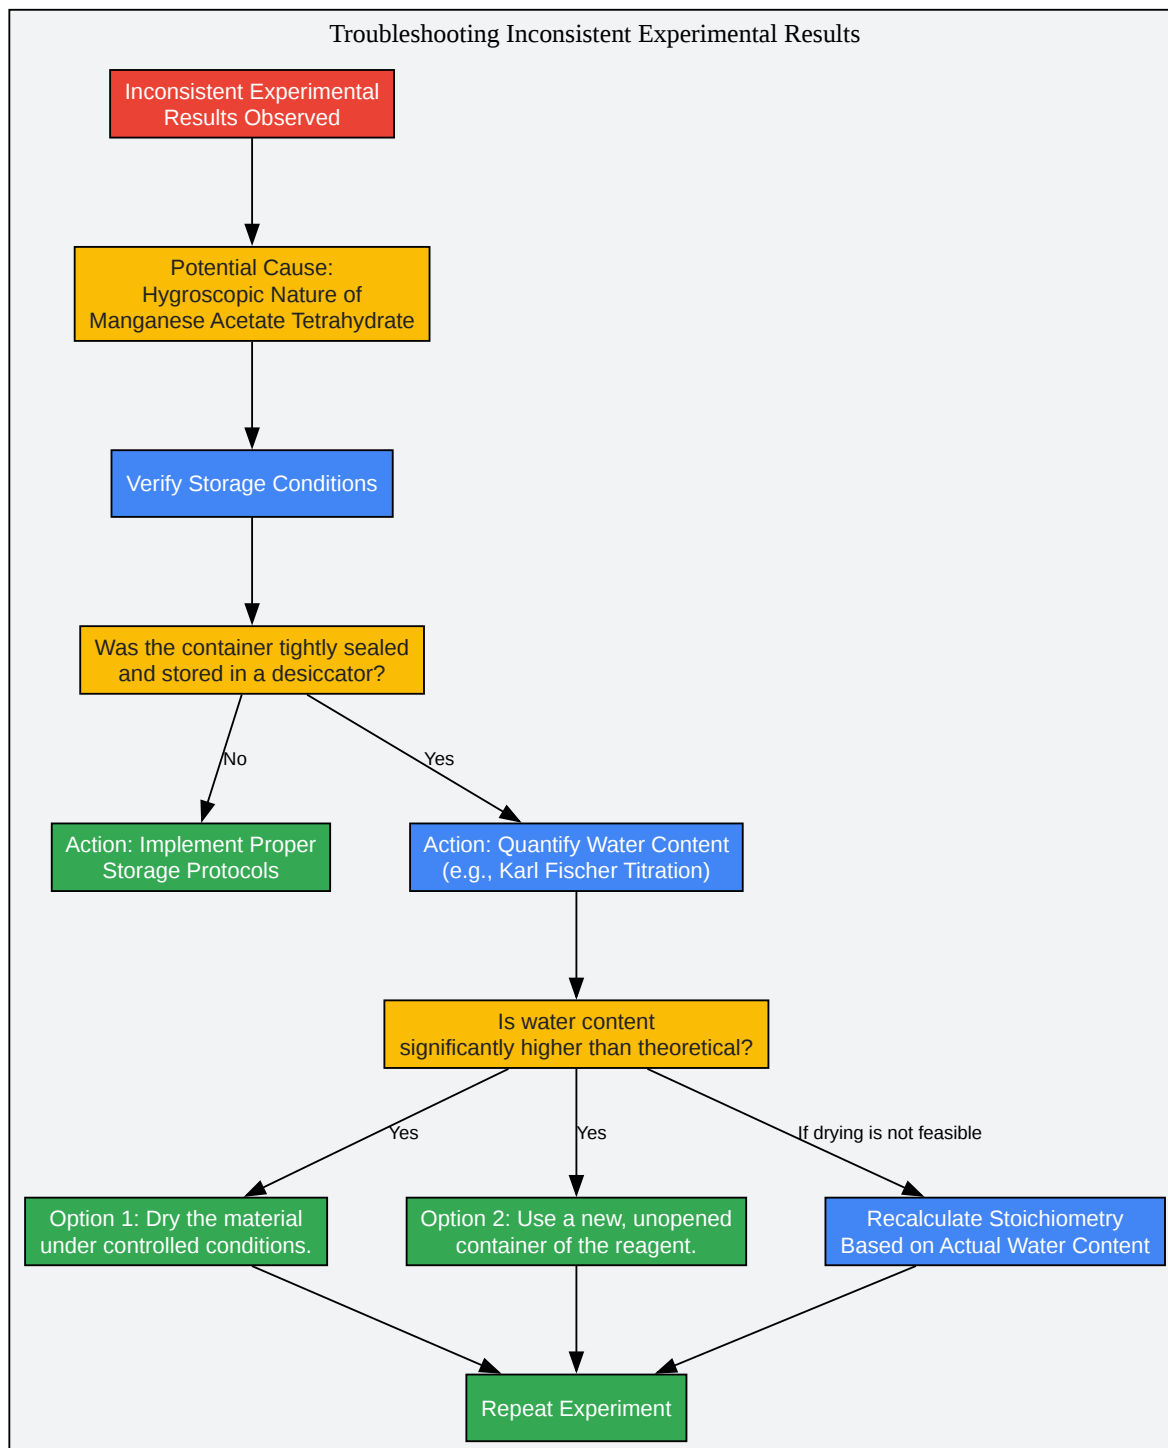 Troubleshooting Inconsistent Experimental Results
Inconsistent Experimental
Results Observed
Potential Cause:
Hygroscopic Nature of
Manganese Acetate Tetrahydrate
Verify Storage Conditions
Was the container tightly sealed
and stored in a desiccator?
No
Yes
Action: Implement Proper
Storage Protocols
Action: Quantify Water Content
(e.g., Karl Fischer Titration)
Is water content
significantly higher than theoretical?
Yes
Yes
If drying is not feasible
Option 1: Dry the material
under controlled conditions.
Option 2: Use a new, unopened
container of the reagent.
Recalculate Stoichiometry
Based on Actual Water Content
Repeat Experiment